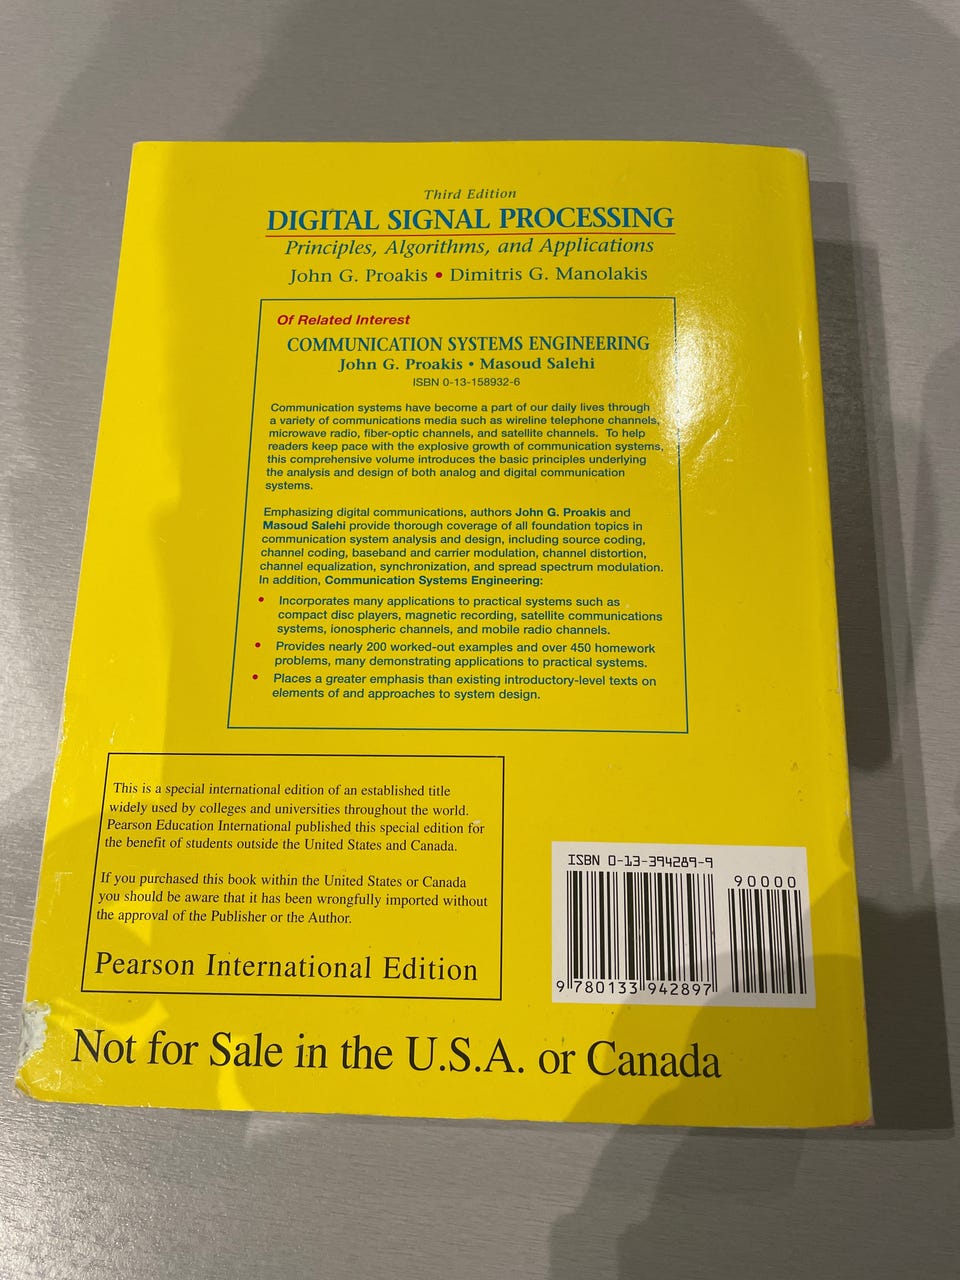 Third Edition
DIGITAL SIGNAL PROCESSING
Principles, Algorithms, and Applications
John G. Proakis • Dimitris G. Manolakis
Of Related Interest
COMMUNICATION SYSTEMS ENGINEERING
John G. Proakis • Masoud Salehi
ISBN 0-13-158932-6
Communication systems have become a part of our daily lives through
a variety of communications media such as wireline telephone channels,
microwave radio, fiber-optic channels, and satellite channels. To help
readers keep pace with the explosive growth of communication systems,
this comprehensive volume introduces the basic principles underlying
the analysis and design of both analog and digital communication
systems.
Emphasizing digital communications, authors John G. Proakis and
Masoud Salehi provide thorough coverage of all foundation topics in
communication system analysis and design, including source coding,
channel coding, baseband and carrier modulation, channel distortion,
channel equalization, synchronization, and spread spectrum modulation.
In addition, Communication Systems Engineering:
• Incorporates many applications to practical systems such as
compact disc players, magnetic recording, satellite communications
systems, ionospheric channels, and mobile radio channels.
• Provides nearly 200 worked-out examples and over 450 homework
problems, many demonstrating applications to practical systems.
• Places a greater emphasis than existing introductory-level texts on
elements of and approaches to system design.
This is a special international edition of an established title
widely used by colleges and universities throughout the world.
Pearson Education International published this special edition for
the benefit of students outside the United States and Canada.
If you purchased this book within the United States or Canada
you should be aware that it has been wrongfully imported without
the approval of the Publisher or the Author.
Pearson International Edition
ISBN 0-13-394289-9
90000
9 780133 942897
Not for Sale in the U.S.A. or Canada